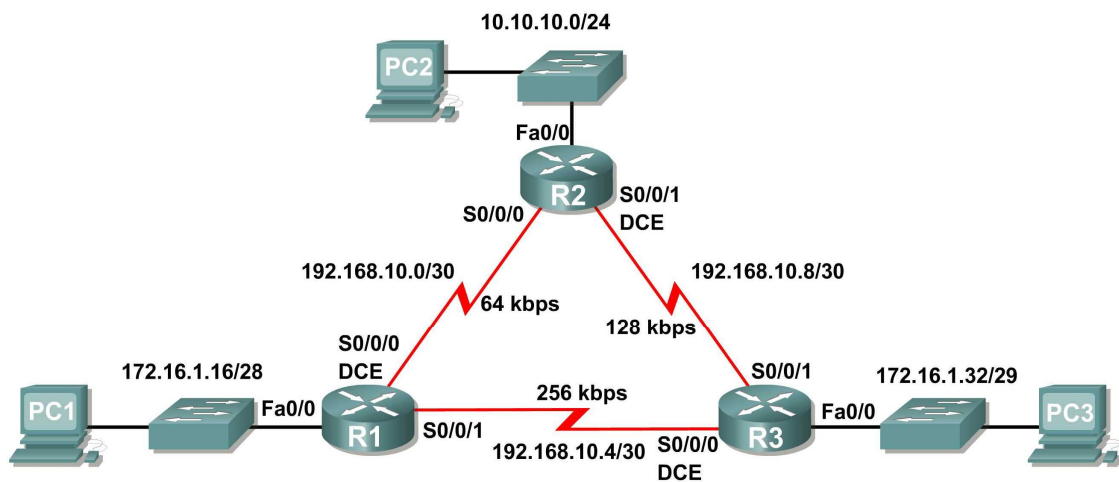 10.10.10.0/24
PC2
Fa0/0
R2
S0/0/0
S0/0/1
DCE
192.168.10.0/30
192.168.10.8/30
64 kbps
128 kbps
S0/0/0
DCE
S0/0/1
172.16.1.16/28
256 kbps
172.16.1.32/29
PC1
Fa0/0
R1
S0/0/1
192.168.10.4/30
S0/0/0
DCE
R3
Fa0/0
PC3